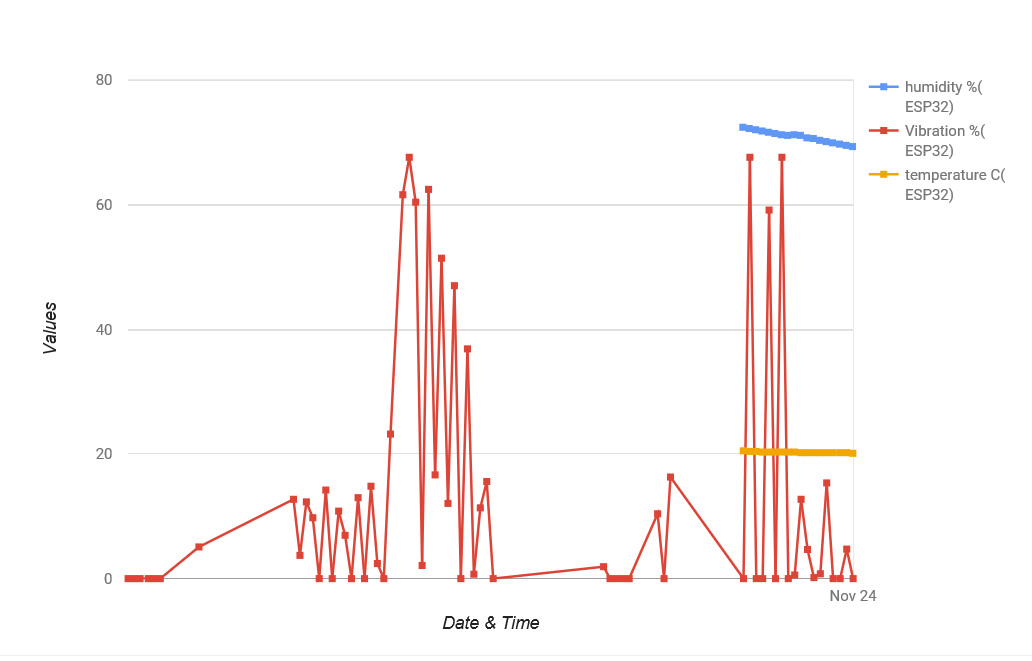 80
60
40
20
0
Values
Nov 24
Date & Time
humidity %(
ESP32)
Vibration %(
ESP32)
temperature C(
ESP32)